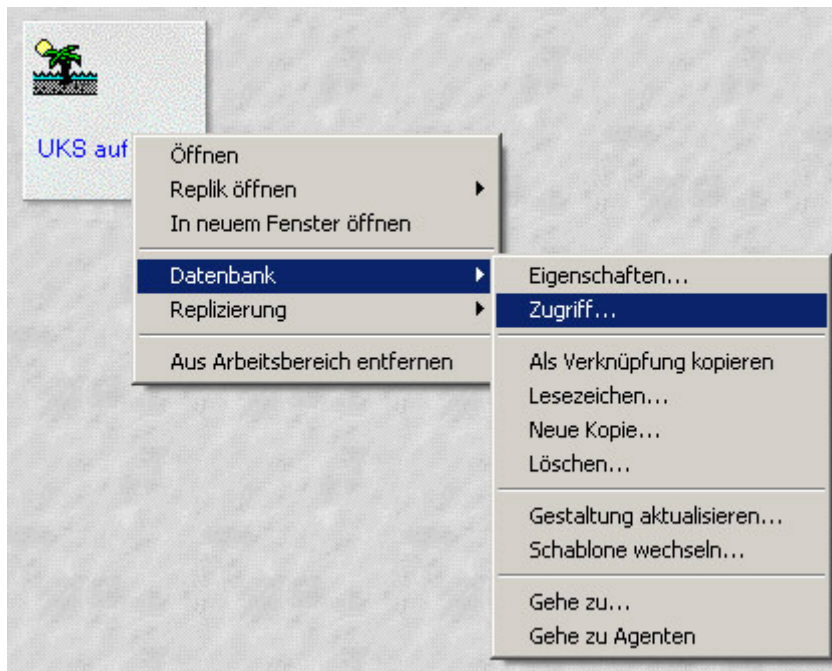 UKS auf
Öffnen
Replik öffnen
In neuem Fenster öffnen
Datenbank
Replizierung
Aus Arbeitsbereich entfernen
Eigenschaften...
Zugriff...
Als Verknüpfung kopieren
Lesezeichen...
Neue Kopie...
Löschen...
Gestaltung aktualisieren...
Schablone wechseln...
Gehe zu...
Gehe zu Agenten